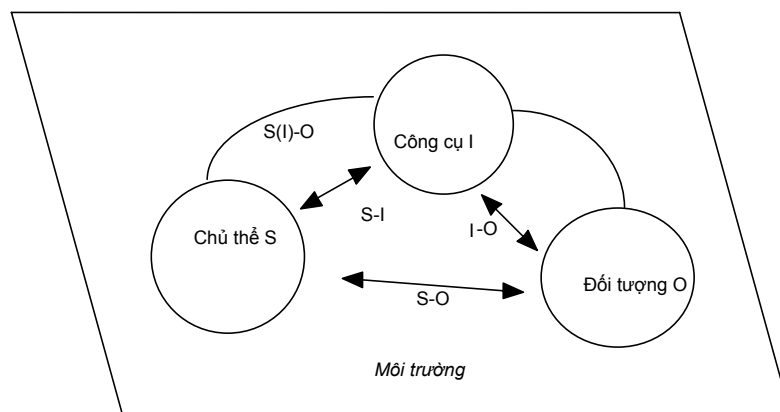 S(I)-O
Công cụ I
S-I
I-O
Chủ thể S
Đối tượng O
S-O
Môi trường